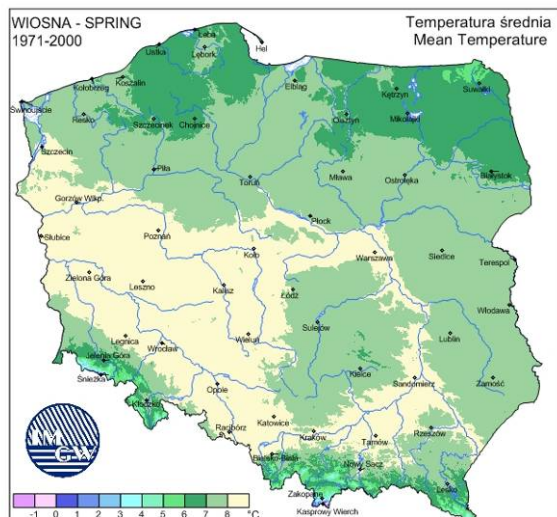 WIOSNA - SPRING
1971-2000
Temperatura średnia
Mean Temperature
Łeba
Hel
Ustka
Lębork
Koszalin
Kołobrzeg
Elbląg
Kętrzyn
Suwałki
Świnoujście
Resko
Szczecinek
Chojnice
Olsztyn
Mikołajki
Szczecin
Piła
Toruń
Mława
Ostrołęka
Białystok
Gorzów Wlkp.
Płock
Słubice
Poznań
Koło
Warszawa
Siedlce
Terespol
Zielona Góra
Leszno
Kalisz
Łódź
Włodawa
Sulejów
Legnica
Wrocław
Wieluń
Lublin
Jelenia Góra
Śnieżka
Opole
Kielce
Sandomierz
Zamość
Kłodzko
Racibórz
Katowice
Kraków
Tarnów
Rzeszów
Bielsko-Biała
Nowy Sącz
Lesko
Zakopane
Kasprowy Wierch
IMGW
-1 0 1 2 3 4 5 6 7 8 °C